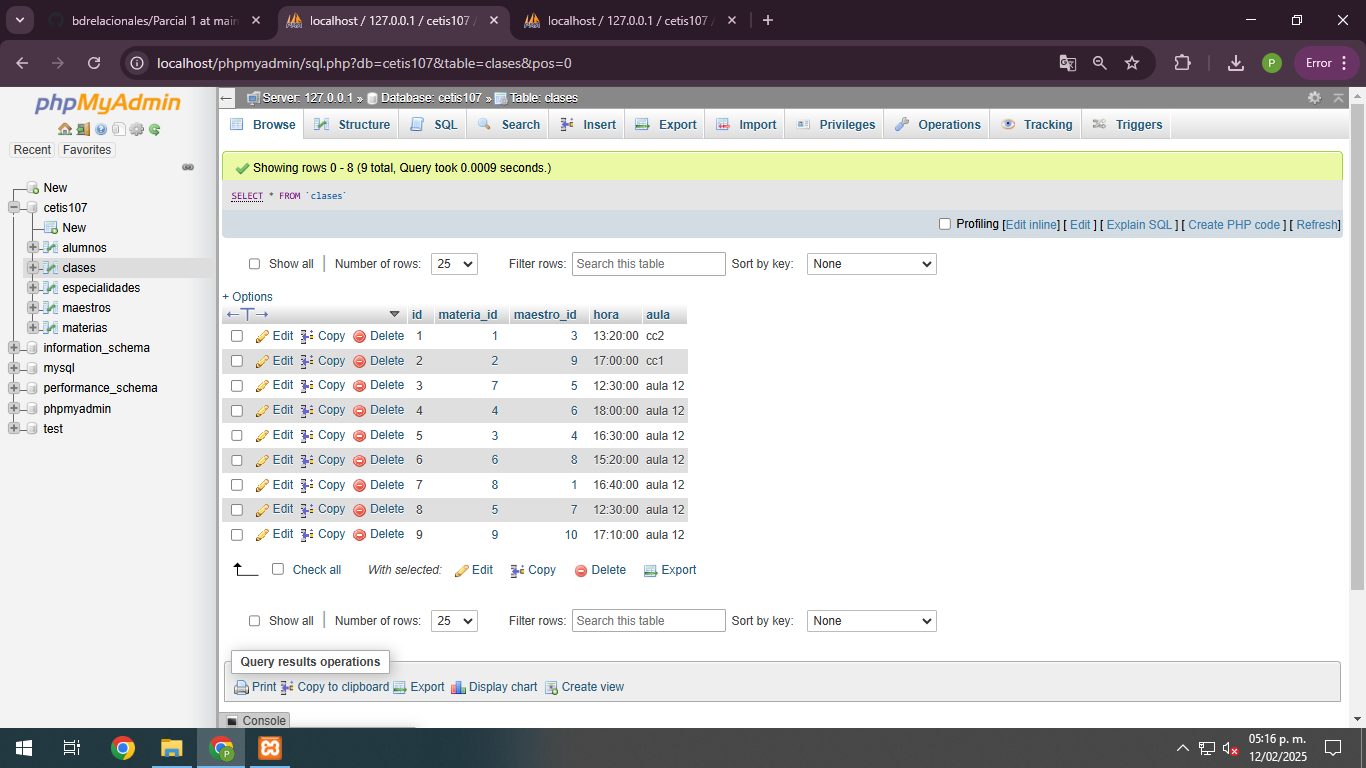 bdrelacionales/Parcial 1 at main
localhost / 127.0.0.1 / cetis107 /
localhost / 127.0.0.1 / cetis107 /
localhost/phpmyadmin/sql.php?db=cetis107&table=clases&pos=0
P
Error
phpMyAdmin
Recent
Favorites
New
cetis107
New
alumnos
clases
especialidades
maestros
materias
information_schema
mysql
performance_schema
phpmyadmin
test
Server: 127.0.0.1 » Database: cetis107 » Table: clases
Browse Structure SQL Search Insert Export Import Privileges Operations Tracking Triggers
Showing rows 0 - 8 (9 total, Query took 0.0009 seconds.)
SELECT * FROM `clases`
Profiling [Edit inline] [ Edit ] [ Explain SQL ] [ Create PHP code ] [ Refresh]
Show all Number of rows: 25 Filter rows: Search this table Sort by key: None
+ Options
←T→ id materia_id maestro_id hora aula
Edit Copy Delete 1 1 3 13:20:00 cc2
Edit Copy Delete 2 2 9 17:00:00 cc1
Edit Copy Delete 3 7 5 12:30:00 aula 12
Edit Copy Delete 4 4 6 18:00:00 aula 12
Edit Copy Delete 5 3 4 16:30:00 aula 12
Edit Copy Delete 6 6 8 15:20:00 aula 12
Edit Copy Delete 7 8 1 16:40:00 aula 12
Edit Copy Delete 8 5 7 12:30:00 aula 12
Edit Copy Delete 9 9 10 17:10:00 aula 12
Check all With selected: Edit Copy Delete Export
Show all Number of rows: 25 Filter rows: Search this table Sort by key: None
Query results operations
Print Copy to clipboard Export Display chart Create view
Console
P
05:16 p. m.
12/02/2025